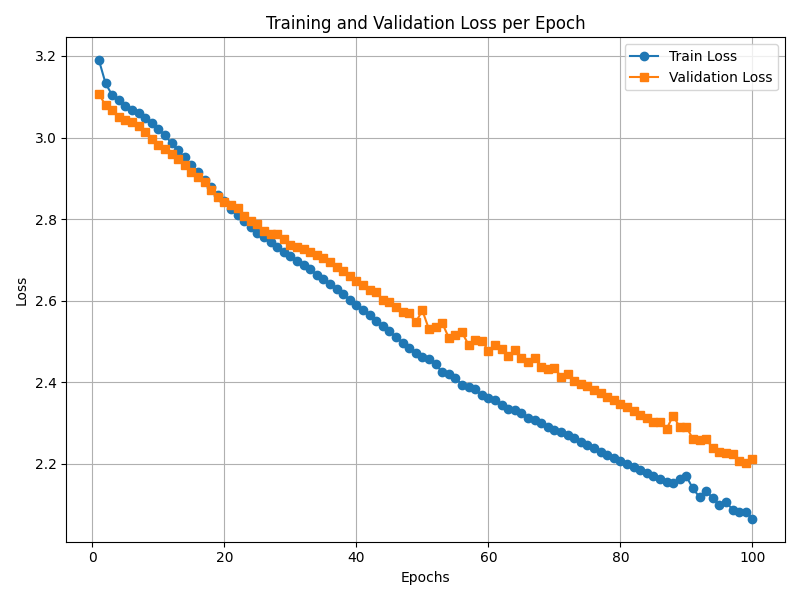 Training and Validation Loss per Epoch
Train Loss
Validation Loss
3.2
3.0
2.8
2.6
2.4
2.2
Loss
0 20 40 60 80 100
Epochs